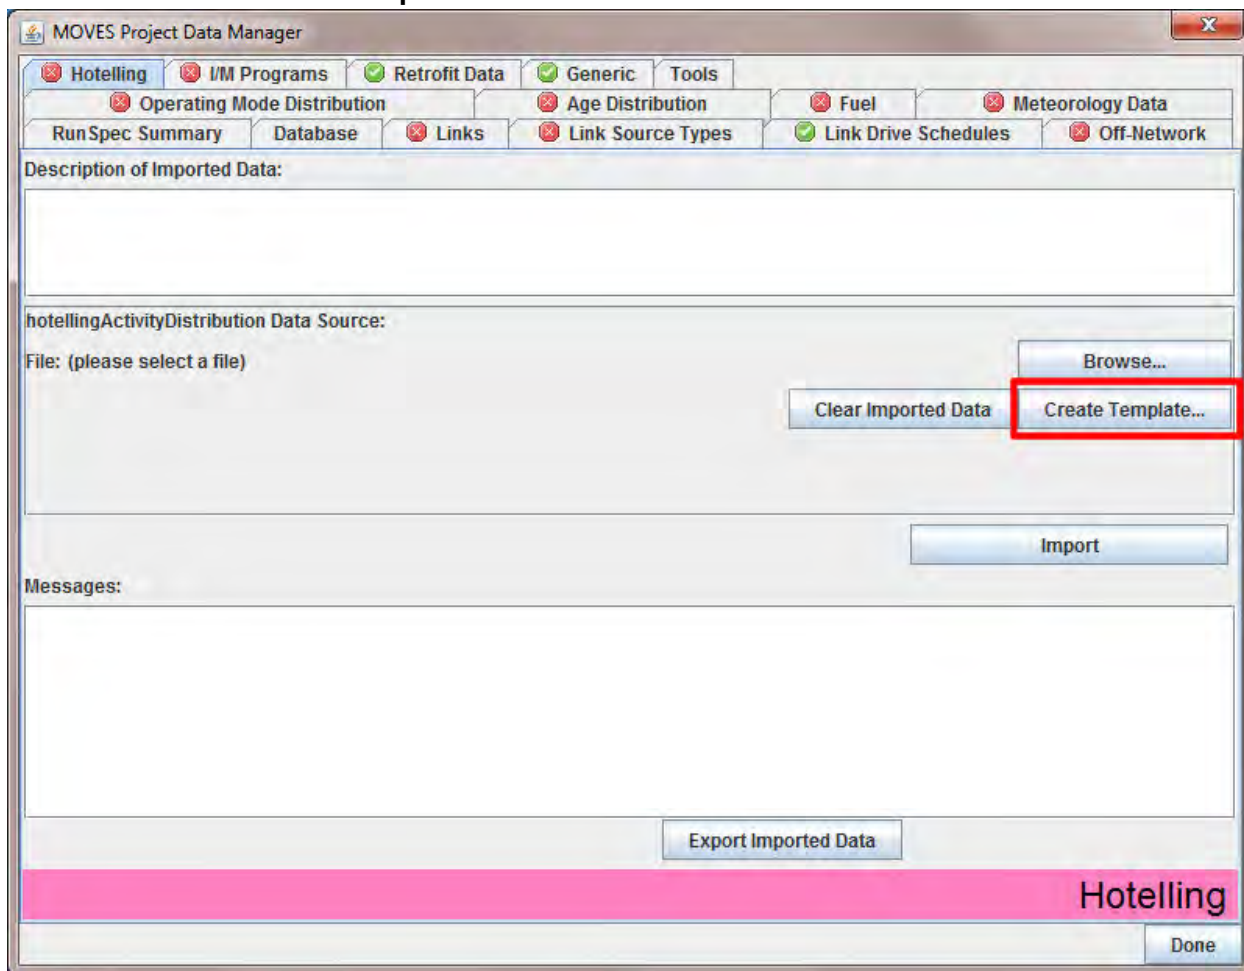 MOVES Project Data Manager
Hotelling I/M Programs Retrofit Data Generic Tools
Operating Mode Distribution Age Distribution Fuel Meteorology Data
RunSpec Summary Database Links Link Source Types Link Drive Schedules Off-Network
Description of Imported Data:
hotellingActivityDistribution Data Source:
File: (please select a file) Browse...
Clear Imported Data Create Template...
Import
Messages:
Export Imported Data
Hotelling
Done